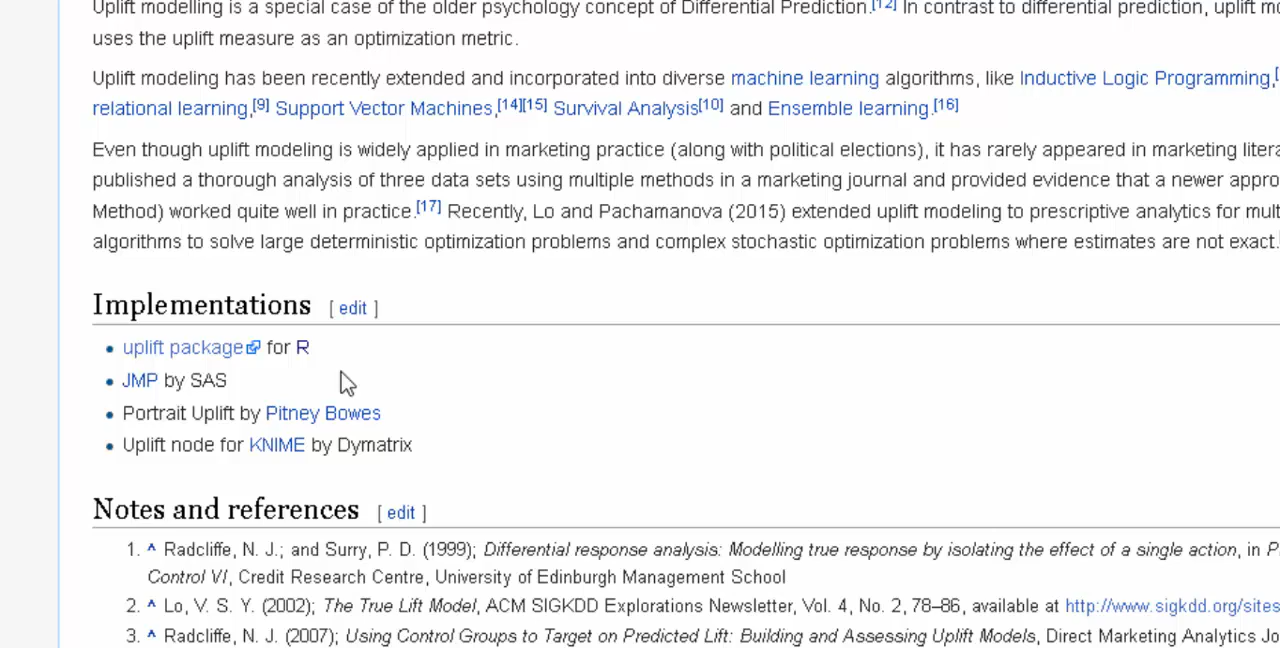 Uplift modelling is a special case of the older psychology concept of Differential Prediction.[12] In contrast to differential prediction, uplift
uses the uplift measure as an optimization metric.
Uplift modeling has been recently extended and incorporated into diverse machine learning algorithms, like Inductive Logic Programming,[
relational learning,[9] Support Vector Machines,[14][15] Survival Analysis[10] and Ensemble learning.[16]
Even though uplift modeling is widely applied in marketing practice (along with political elections), it has rarely appeared in marketing litera
published a thorough analysis of three data sets using multiple methods in a marketing journal and provided evidence that a newer appro
Method) worked quite well in practice.[17] Recently, Lo and Pachamanova (2015) extended uplift modeling to prescriptive analytics for mult
algorithms to solve large deterministic optimization problems and complex stochastic optimization problems where estimates are not exact.
Implementations [ edit ]
• uplift package for R
• JMP by SAS
• Portrait Uplift by Pitney Bowes
• Uplift node for KNIME by Dymatrix
Notes and references [ edit ]
1. ^ Radcliffe, N. J.; and Surry, P. D. (1999); Differential response analysis: Modelling true response by isolating the effect of a single action, in
Control VI, Credit Research Centre, University of Edinburgh Management School
2. ^ Lo, V. S. Y. (2002); The True Lift Model, ACM SIGKDD Explorations Newsletter, Vol. 4, No. 2, 78–86, available at http://www.sigkdd.org/sites
3. ^ Radcliffe, N. J. (2007); Using Control Groups to Target on Predicted Lift: Building and Assessing Uplift Models, Direct Marketing Analytics Jo